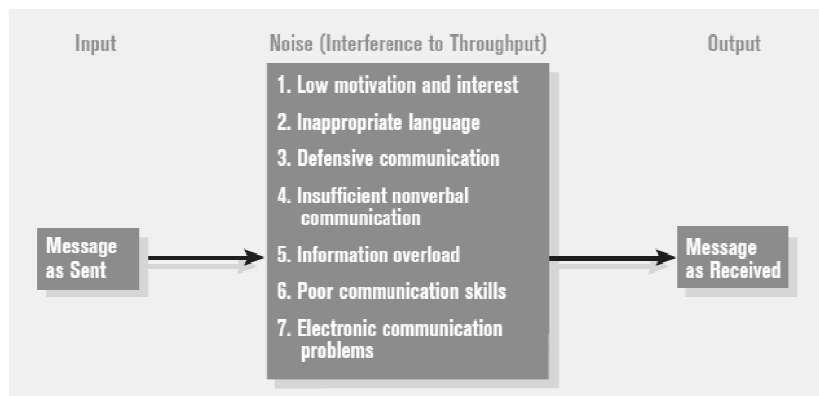 Input
Noise (Interference to Throughput)
Output
Message
as Sent
1. Low motivation and interest
2. Inappropriate language
3. Defensive communication
4. Insufficient nonverbal
communication
5. Information overload
6. Poor communication skills
7. Electronic communication
problems
Message
as Received